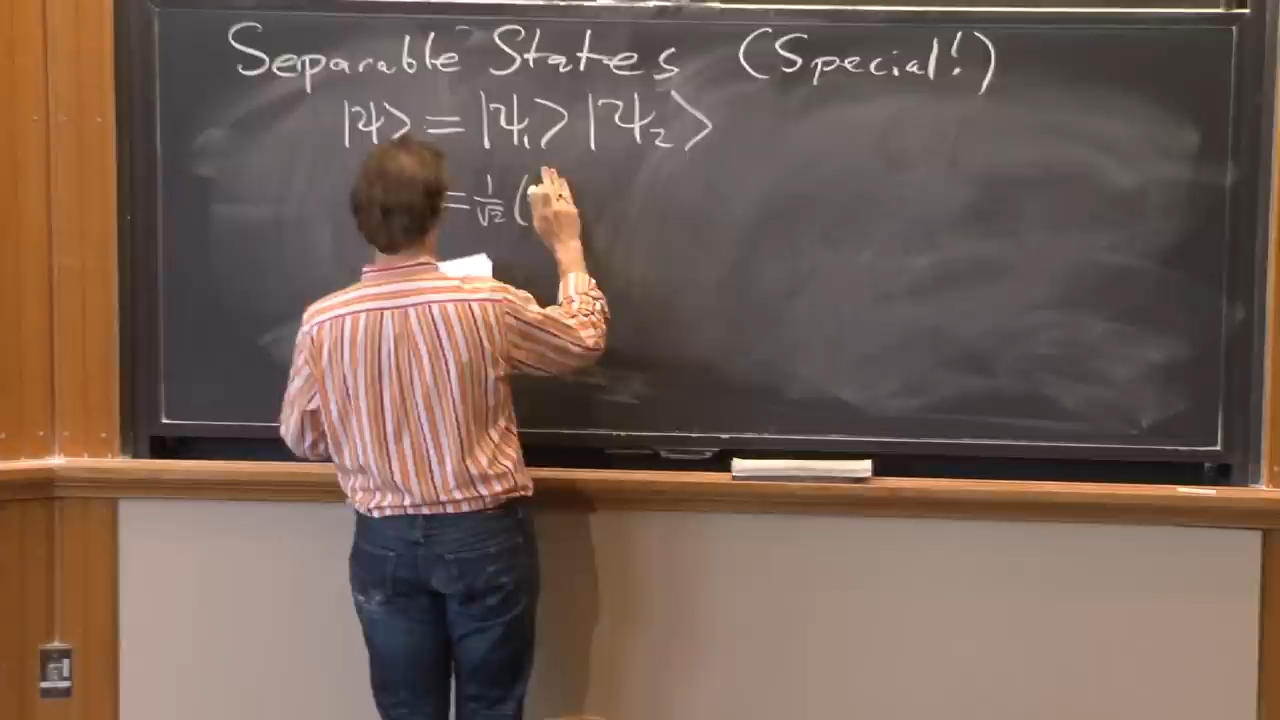 Separable States (Special!)
|ψ> = |ψ₁> |ψ₂>
= 1/√2 (